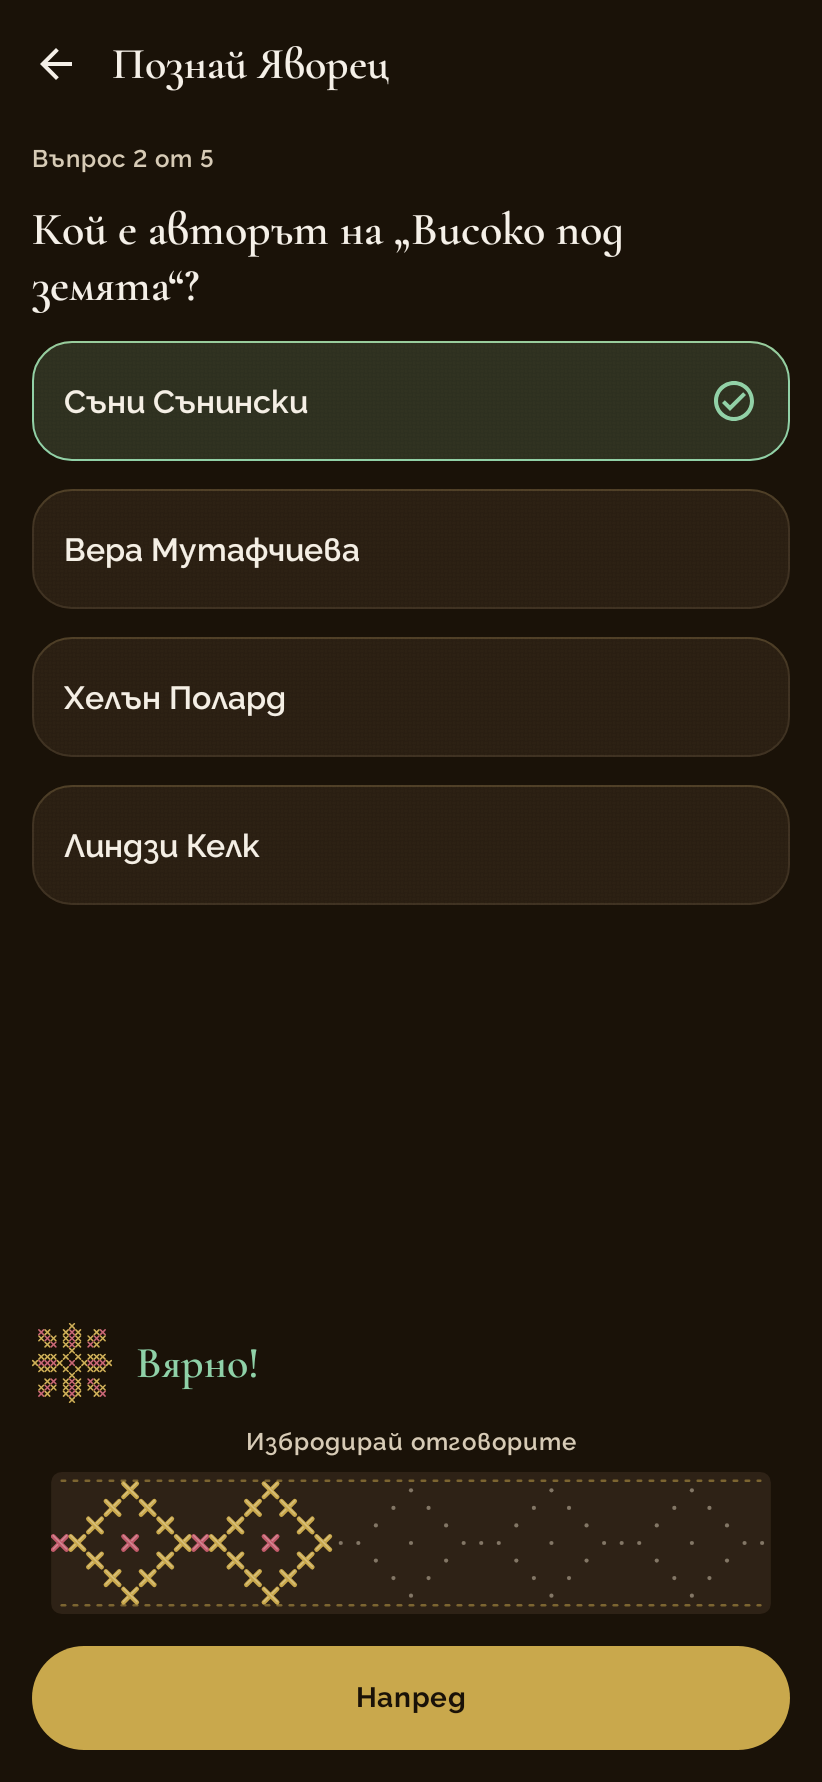 Познай Яворец
Въпрос 2 от 5
Кой е авторът на „Високо под
земята“?
Съни Сънински
Вера Мутафчиева
Хелън Полард
Линдзи Келк
Вярно!
Избродирай отговорите
Напред